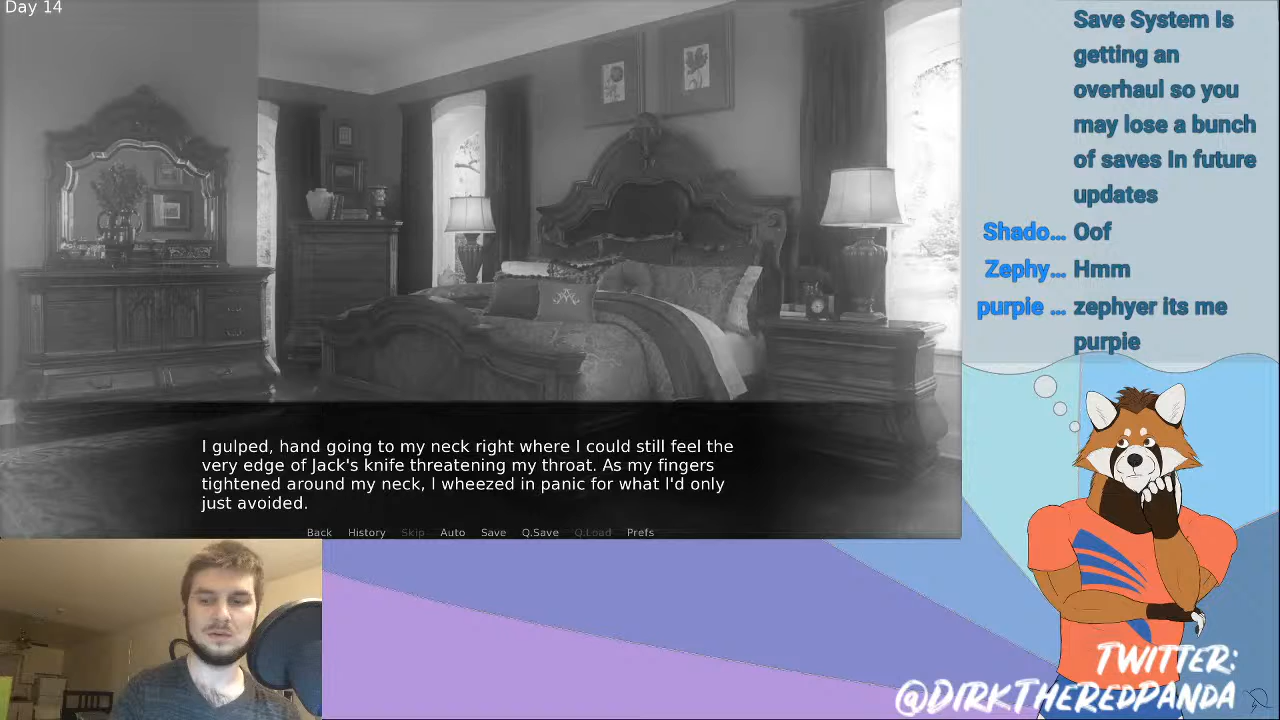 Day 14
Save System Is
getting an
overhaul so you
may lose a bunch
of saves in future
updates
Shado... Oof
Zephy... Hmm
purpie ... zephyer its me
purpie
I gulped, hand going to my neck right where I could still feel the
very edge of Jack's knife threatening my throat. As my fingers
tightened around my neck, I wheezed in panic for what I'd only
just avoided.
Back History Skip Auto Save Q.Save Q.Load Prefs
TWITTER:
@DIRKTHEREDPANDA